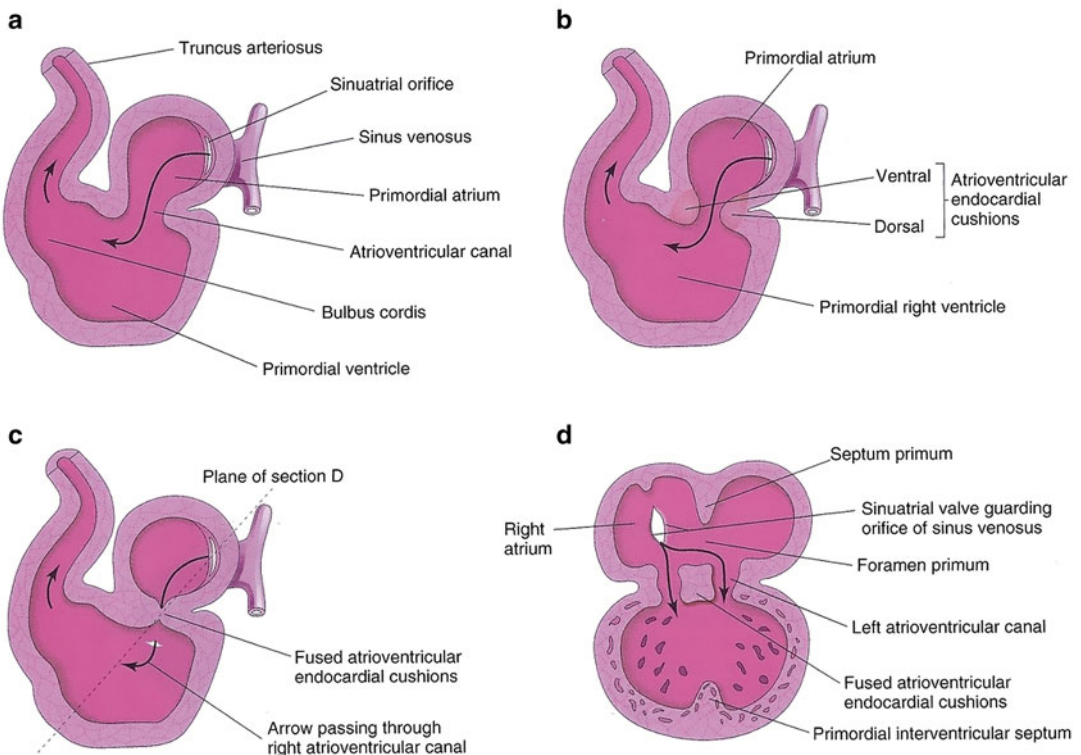 a
Truncus arteriosus
Sinuatrial orifice
Sinus venosus
Primordial atrium
Atrioventricular canal
Bulbus cordis
Primordial ventricle
b
Primordial atrium
Ventral
Dorsal
Atrioventricular
endocardial
cushions
Primordial right ventricle
c
Plane of section D
Fused atrioventricular
endocardial cushions
Arrow passing through
right atrioventricular canal
d
Septum primum
Right
atrium
Sinuatrial valve guarding
orifice of sinus venosus
Foramen primum
Left atrioventricular canal
Fused atrioventricular
endocardial cushions
Primordial interventricular septum